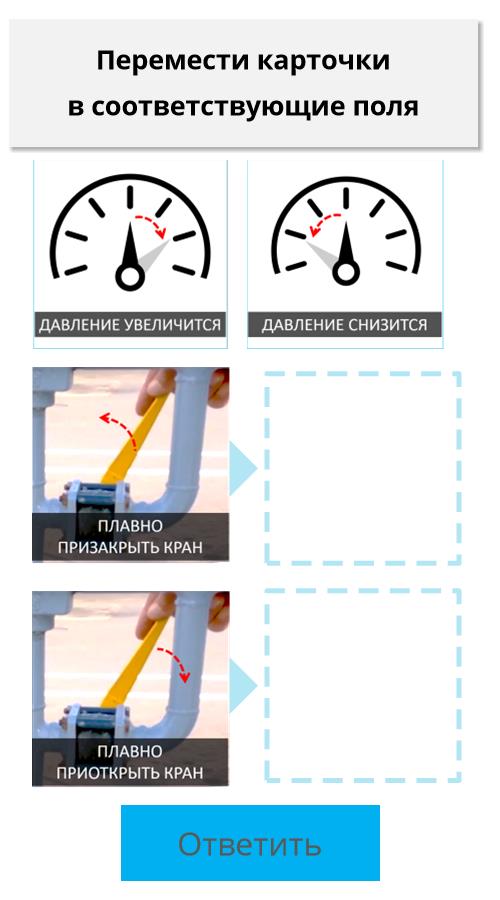 Перемести карточки
в соответствующие поля
ДАВЛЕНИЕ УВЕЛИЧИТСЯ
ДАВЛЕНИЕ СНИЗИТСЯ
ПЛАВНО
ПРИЗАКРЫТЬ КРАН
ПЛАВНО
ПРИОТКРЫТЬ КРАН
Ответить